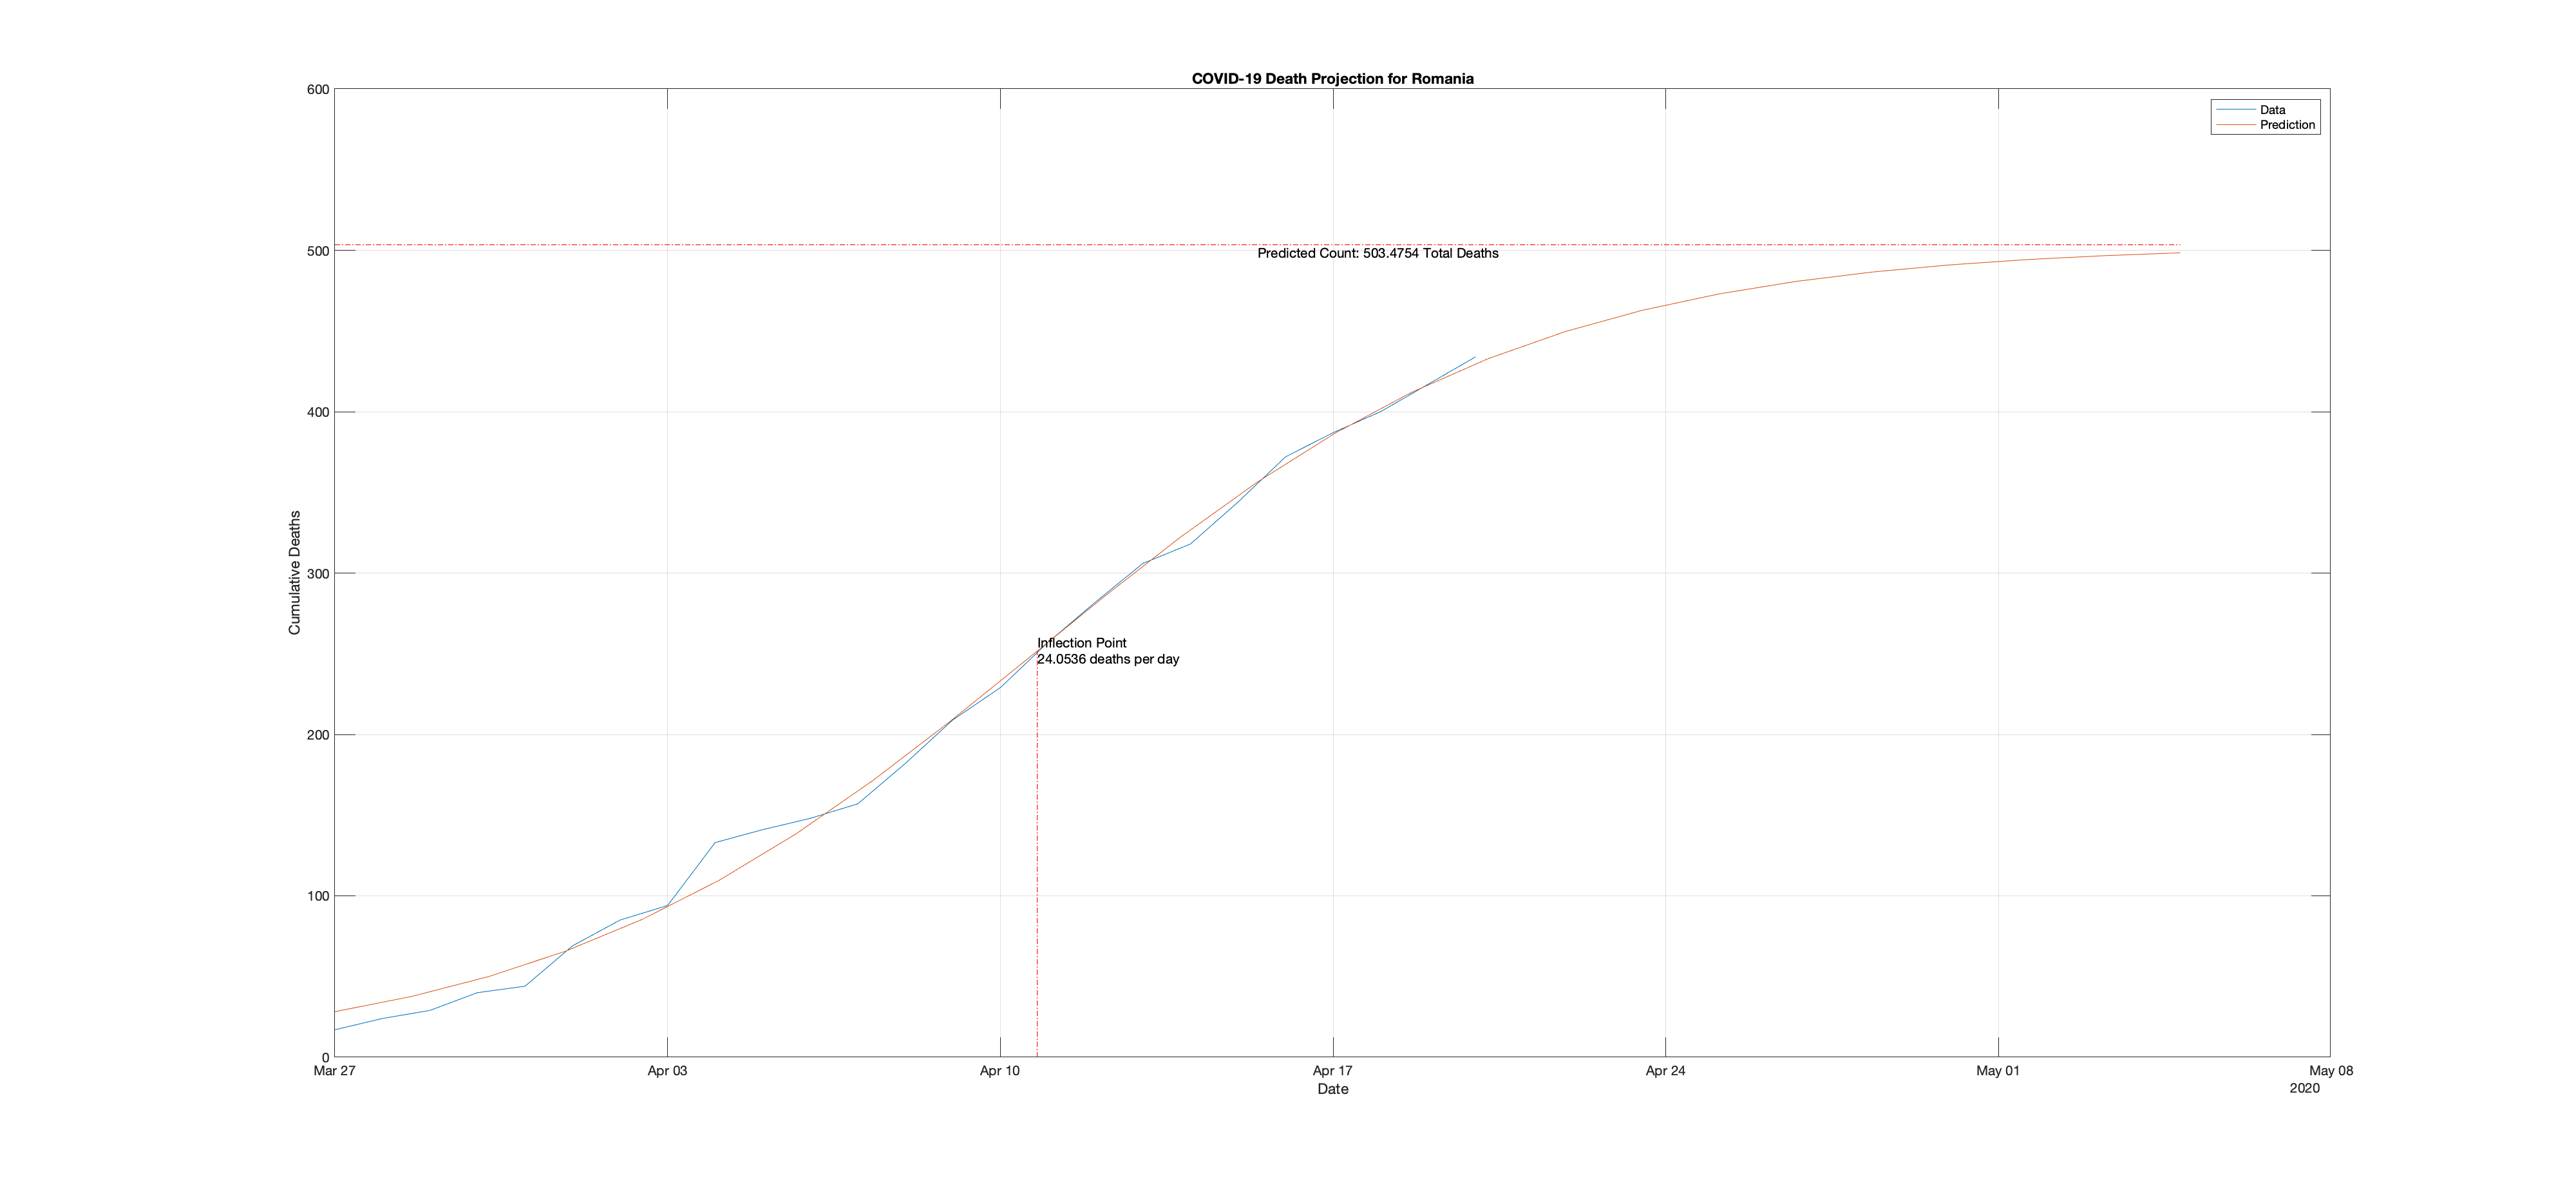 COVID-19 Death Projection for Romania
600
Data
Prediction
500
Predicted Count: 503.4754 Total Deaths
400
Cumulative Deaths
300
Inflection Point
24.0536 deaths per day
200
100
0
Mar 27 Apr 03 Apr 10 Apr 17 Apr 24 May 01 May 08
Date
2020